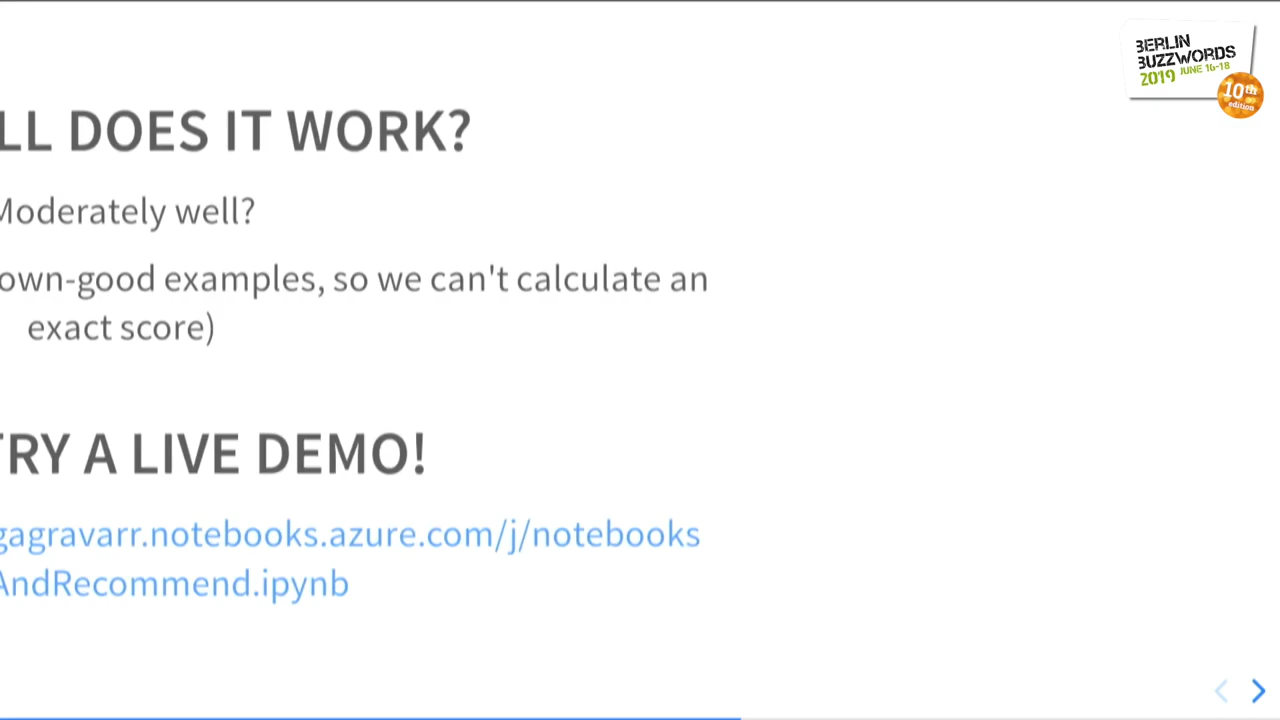 BERLIN
BUZZWORDS
2019 JUNE 16-18
10th
edition
LL DOES IT WORK?
Moderately well?
own-good examples, so we can't calculate an
exact score)
TRY A LIVE DEMO!
gagravarr.notebooks.azure.com/j/notebooks
AndRecommend.ipynb